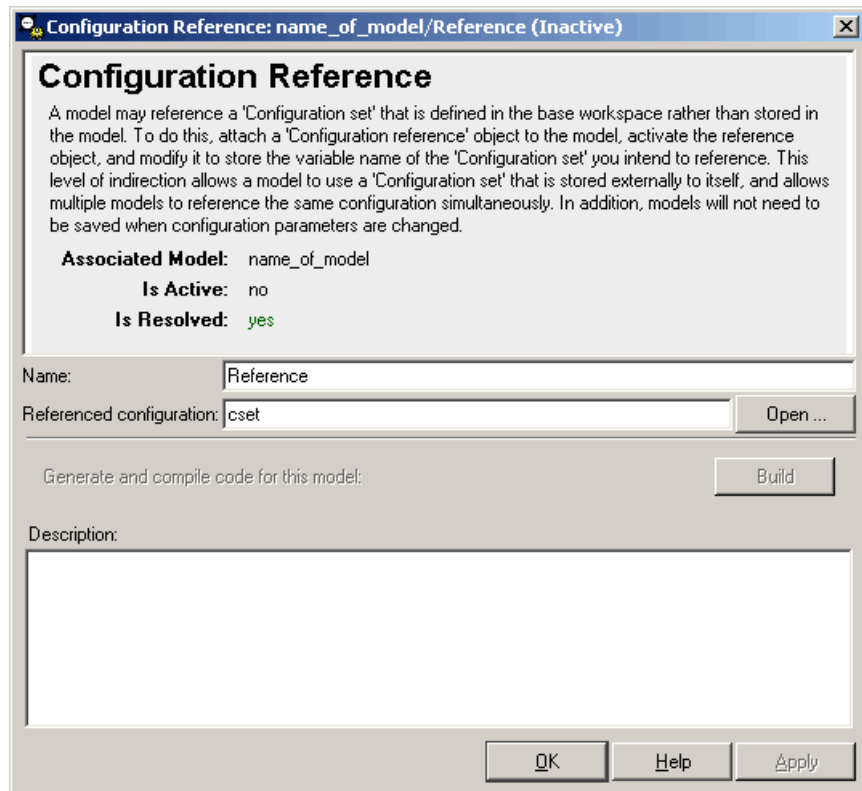 Configuration Reference: name_of_model/Reference (Inactive)
Configuration Reference
A model may reference a 'Configuration set' that is defined in the base workspace rather than stored in
the model. To do this, attach a 'Configuration reference' object to the model, activate the reference
object, and modify it to store the variable name of the 'Configuration set' you intend to reference. This
level of indirection allows a model to use a 'Configuration set' that is stored externally to itself, and allows
multiple models to reference the same configuration simultaneously. In addition, models will not need to
be saved when configuration parameters are changed.
Associated Model: name_of_model
Is Active: no
Is Resolved: yes
Name: Reference
Referenced configuration: cset Open ...
Generate and compile code for this model: Build
Description:
OK Help Apply